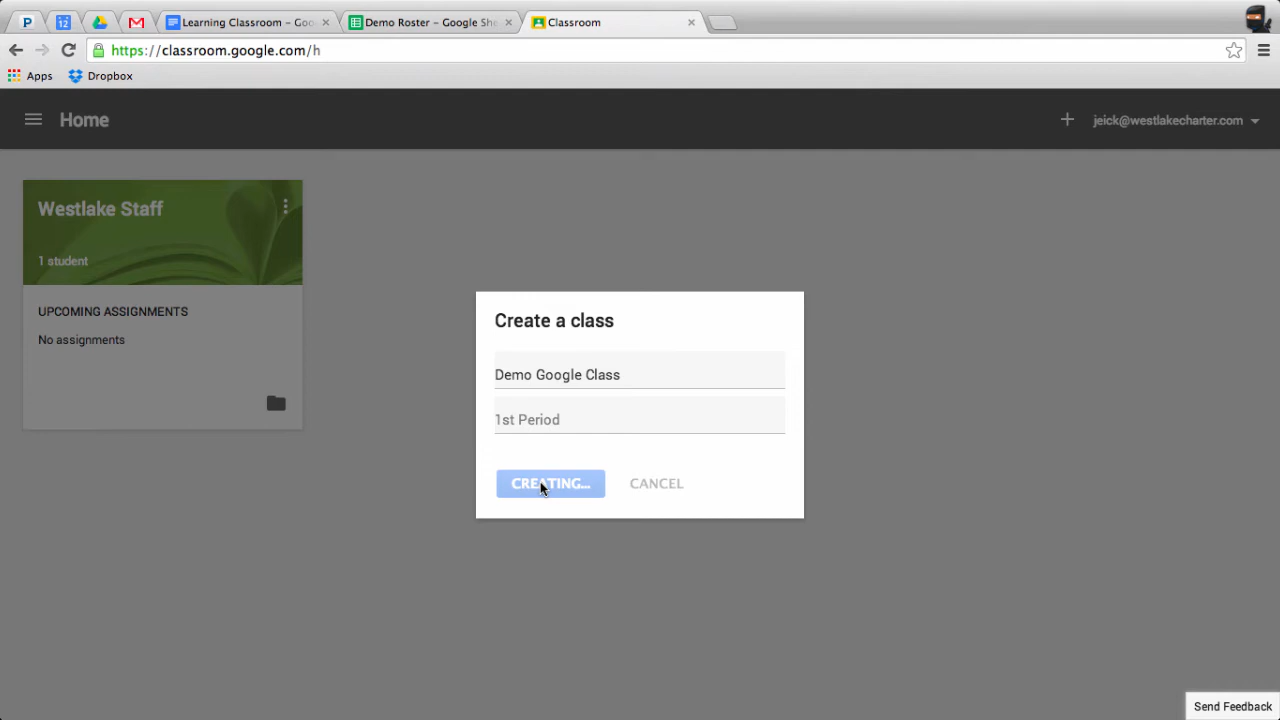 P
12
Learning Classroom – Goo
Demo Roster – Google She
Classroom
https://classroom.google.com/h
Apps
Dropbox
Home
jeick@westlakecharter.com
Westlake Staff
1 student
UPCOMING ASSIGNMENTS
No assignments
Create a class
Demo Google Class
1st Period
CREATING...
CANCEL
Send Feedback